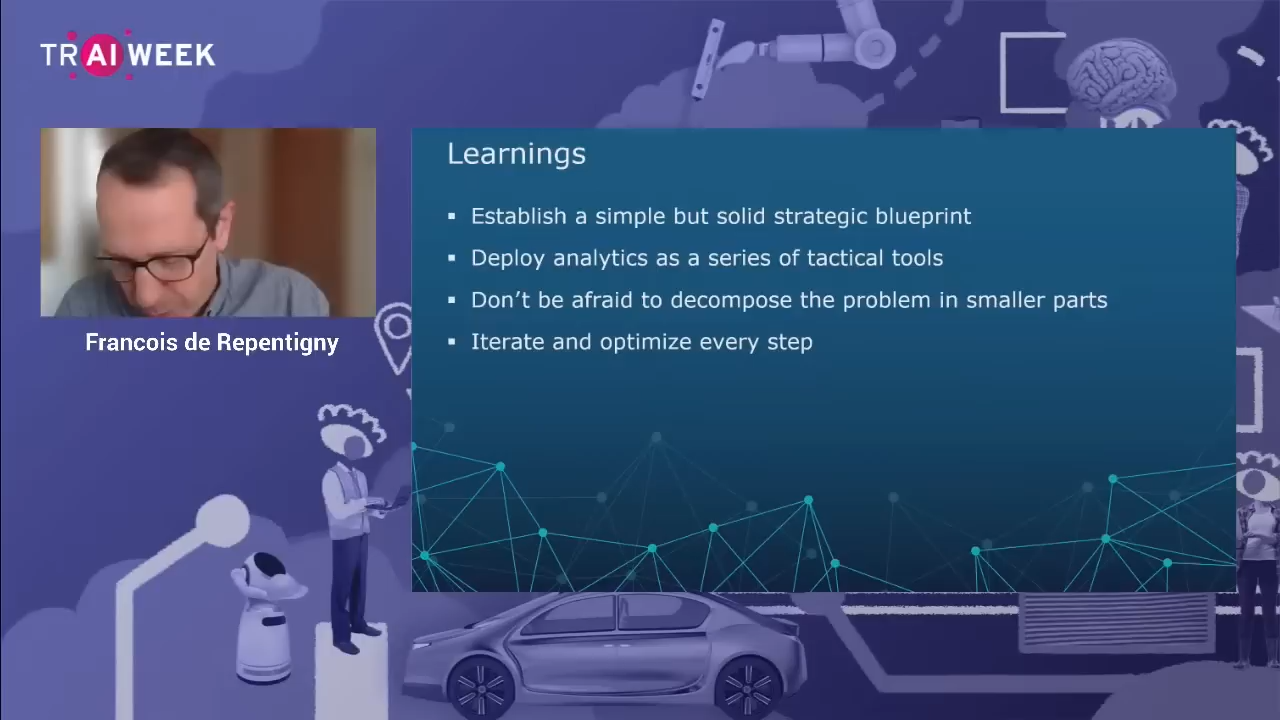 TRAIWEEK
Francois de Repentigny
Learnings
▪ Establish a simple but solid strategic blueprint
▪ Deploy analytics as a series of tactical tools
▪ Don’t be afraid to decompose the problem in smaller parts
▪ Iterate and optimize every step